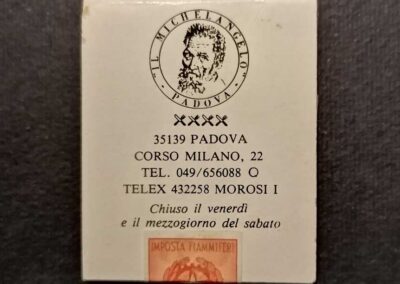 "IL MICHELANGELO"
· PADOVA ·
35139 PADOVA
CORSO MILANO, 22
TEL. 049/656088 O
TELEX 432258 MOROSI I
Chiuso il venerdì
e il mezzogiorno del sabato
IMPOSTA FIAMMIFERI